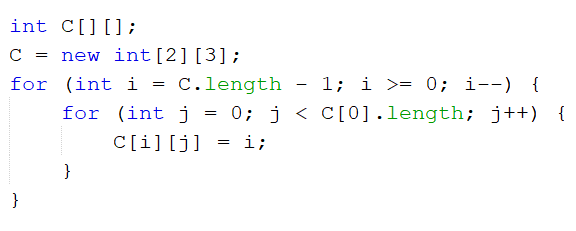 int C[][];
C = new int[2][3];
for (int i = C.length - 1; i >= 0; i--) {
    for (int j = 0; j < C[0].length; j++) {
        C[i][j] = i;
    }
}